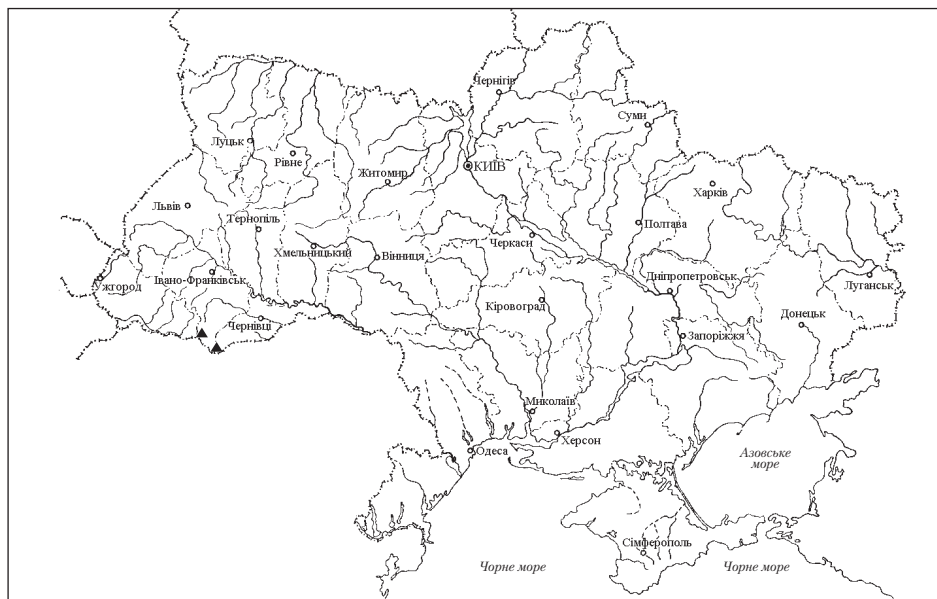 Чернігів
Суми
Луцьк
Рівне
КИЇВ
Житомир
Харків
Львів
Тернопіль
Полтава
Черкаси
Хмельницький
Вінниця
Ужгород
Івано-Франківськ
Дніпропетровськ
Луганськ
Кіровоград
Донецьк
Чернівці
Запоріжжя
Миколаїв
Херсон
Одеса
Азовське
море
Сімферополь
Чорне море
Чорне море